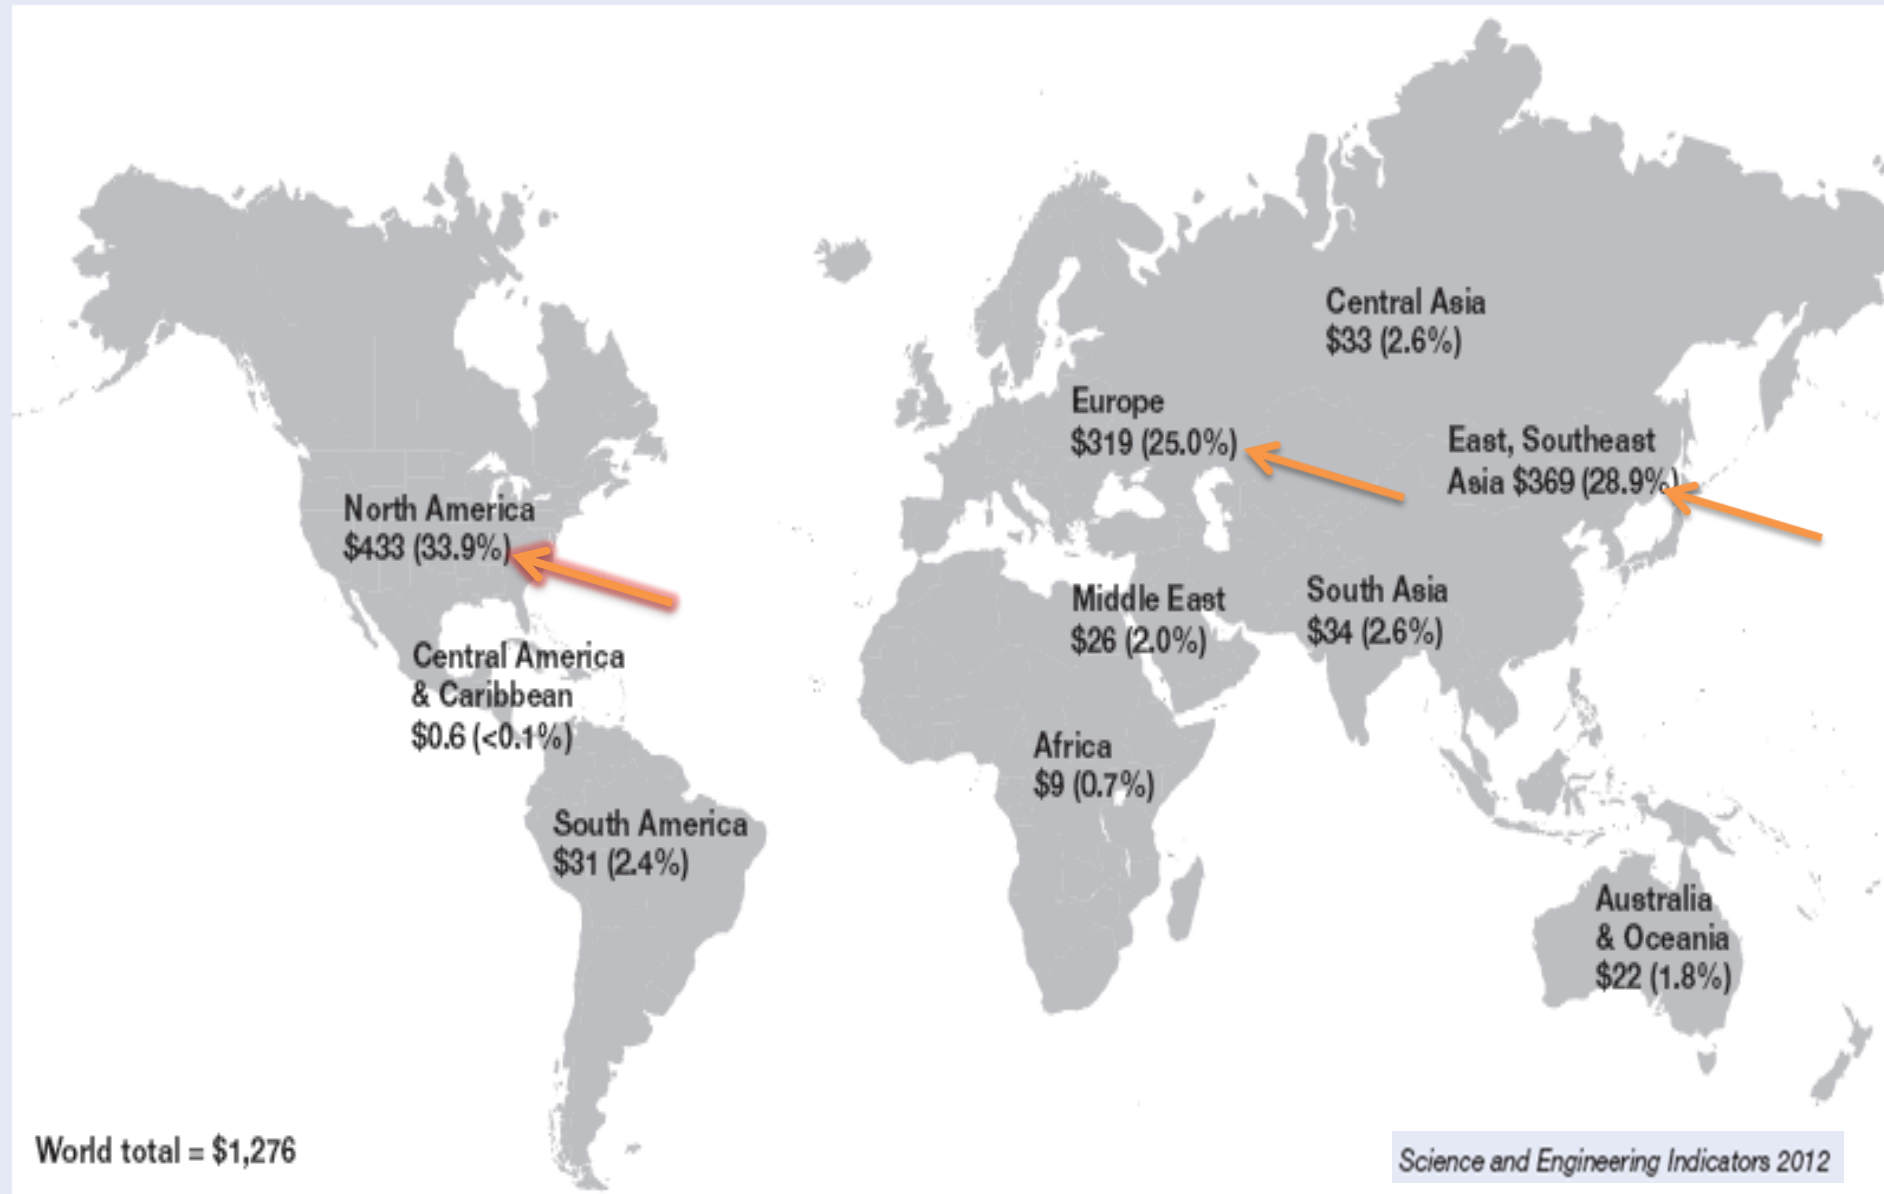 Central Asia
$33 (2.6%)
Europe
$319 (25.0%)
East, Southeast
Asia $369 (28.9%)
North America
$433 (33.9%)
Middle East
$26 (2.0%)
South Asia
$34 (2.6%)
Central America
& Caribbean
$0.6 (<0.1%)
Africa
$9 (0.7%)
South America
$31 (2.4%)
Australia
& Oceania
$22 (1.8%)
World total = $1,276
Science and Engineering Indicators 2012